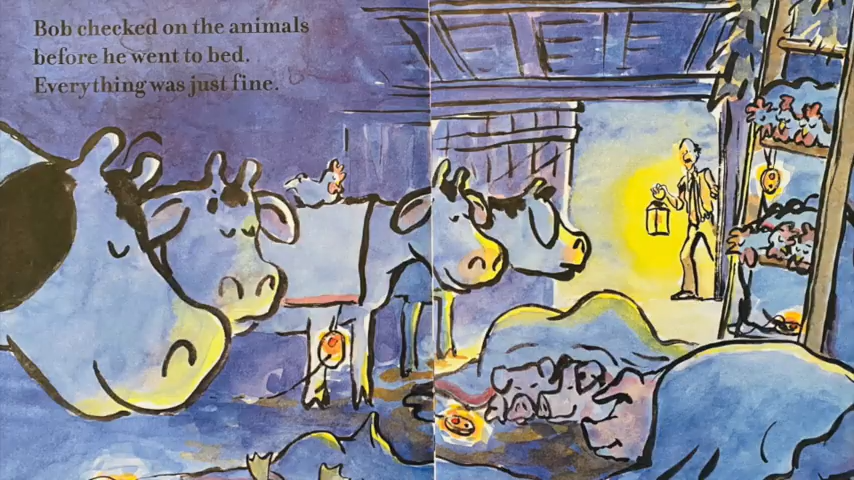 Bob checked on the animals
before he went to bed.
Everything was just fine.